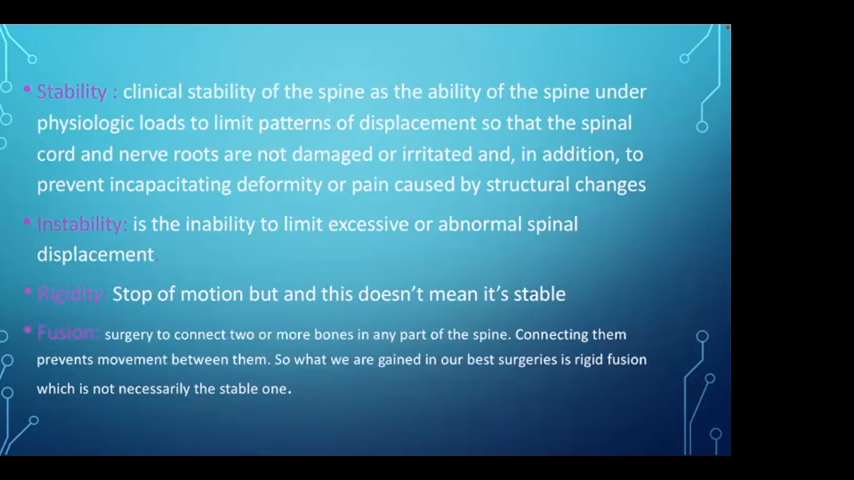 • Stability : clinical stability of the spine as the ability of the spine under
physiologic loads to limit patterns of displacement so that the spinal
cord and nerve roots are not damaged or irritated and, in addition, to
prevent incapacitating deformity or pain caused by structural changes
• Instability: is the inability to limit excessive or abnormal spinal
displacement.
• Rigidity: Stop of motion but and this doesn’t mean it’s stable
• Fusion: surgery to connect two or more bones in any part of the spine. Connecting them
prevents movement between them. So what we are gained in our best surgeries is rigid fusion
which is not necessarily the stable one.